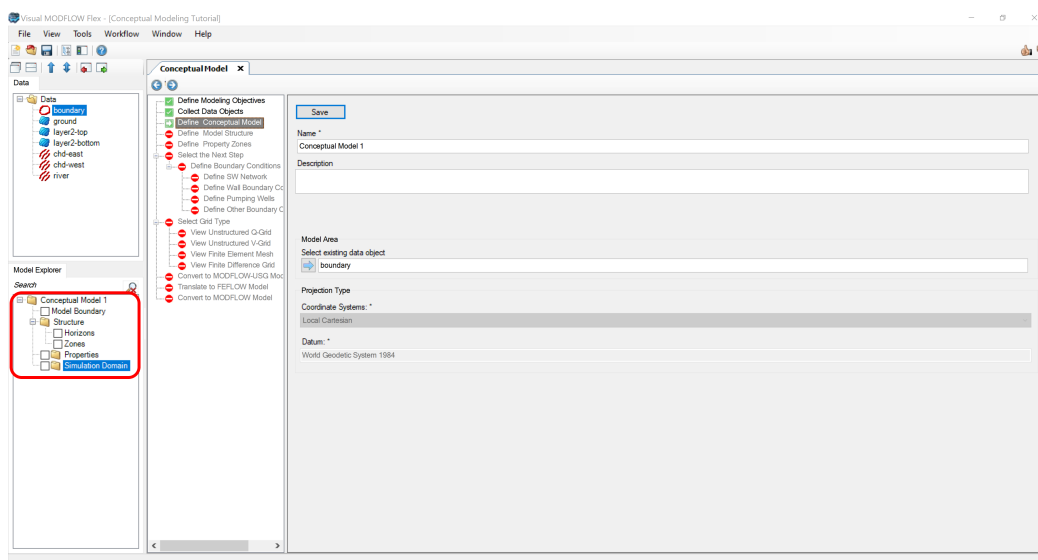 Visual MODFLOW Flex - [Conceptual Modeling Tutorial]
File View Tools Workflow Window Help
Data
Data
boundary
ground
layer2-top
layer2-bottom
chd-east
chd-west
river
Model Explorer
Search
Conceptual Model 1
Model Boundary
Structure
Horizons
Zones
Properties
Simulation Domain
Conceptual Model X
Define Modeling Objectives
Collect Data Objects
Define Conceptual Model
Define Model Structure
Define Property Zones
Select the Next Step
Define Boundary Conditions
Define SW Network
Define Wall Boundary Co
Define Pumping Wells
Define Other Boundary C
Select Grid Type
View Unstructured Q-Grid
View Unstructured V-Grid
View Finite Element Mesh
View Finite Difference Grid
Convert to MODFLOW-USG Mod
Translate to FEFLOW Model
Convert to MODFLOW Model
Save
Name *
Conceptual Model 1
Description
Model Area
Select existing data object
boundary
Projection Type
Coordinate Systems: *
Local Cartesian
Datum: *
World Geodetic System 1984